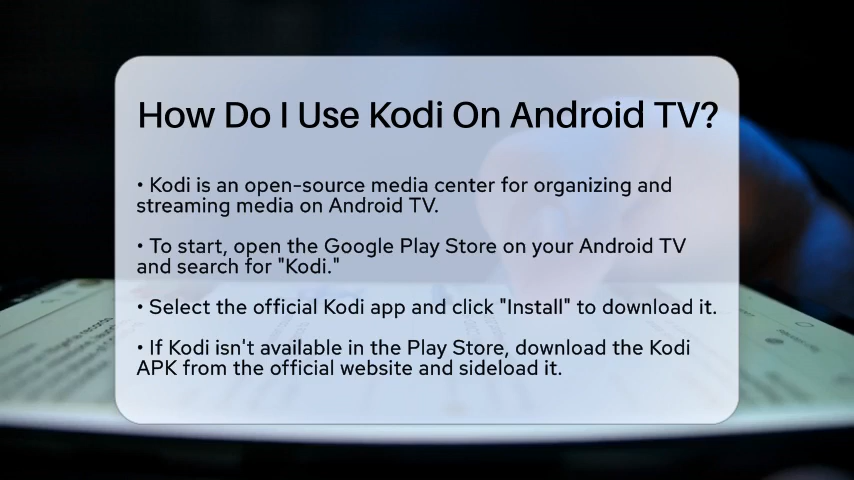 How Do I Use Kodi On Android TV?
• Kodi is an open-source media center for organizing and
streaming media on Android TV.
• To start, open the Google Play Store on your Android TV
and search for "Kodi."
• Select the official Kodi app and click "Install" to download it.
• If Kodi isn't available in the Play Store, download the Kodi
APK from the official website and sideload it.